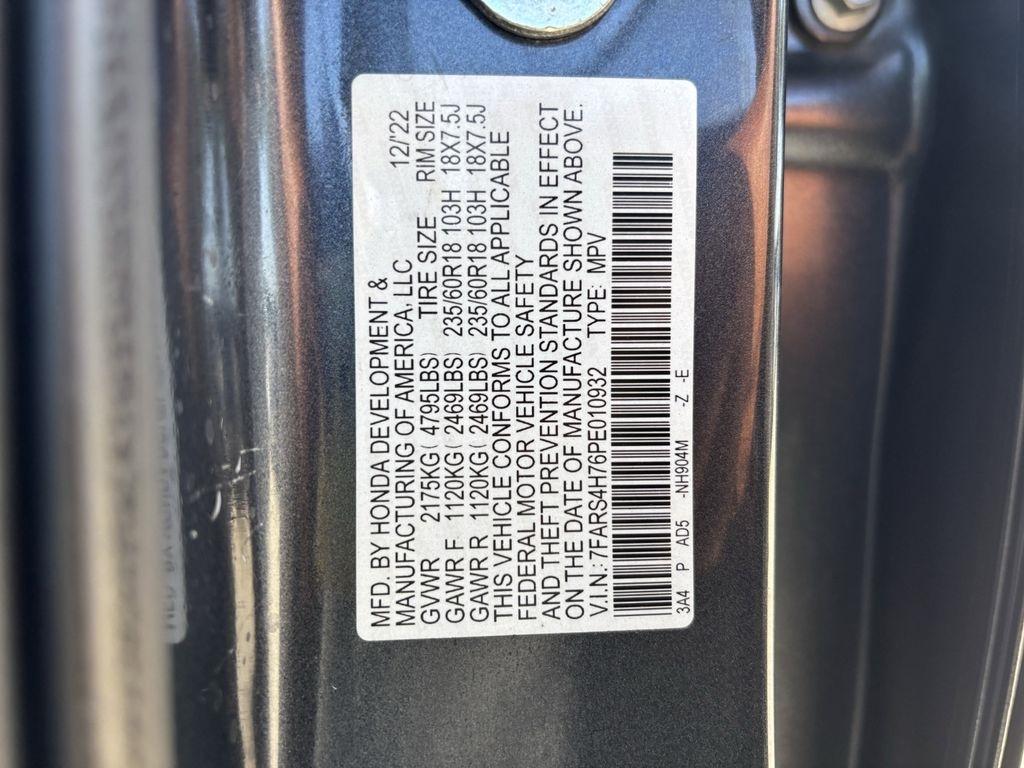 MFD. BY HONDA DEVELOPMENT &
MANUFACTURING OF AMERICA, LLC 12/'22
GVWR 2175KG( 4795LBS) TIRE SIZE RIM SIZE
GAWR F 1120KG( 2469LBS) 235/60R18 103H 18X7.5J
GAWR R 1120KG( 2469LBS) 235/60R18 103H 18X7.5J
THIS VEHICLE CONFORMS TO ALL APPLICABLE
FEDERAL MOTOR VEHICLE SAFETY
AND THEFT PREVENTION STANDARDS IN EFFECT
ON THE DATE OF MANUFACTURE SHOWN ABOVE.
V.I.N.: 7FARS4H76PE010932 TYPE: MPV
3A4 P AD5 -NH904M -Z -E